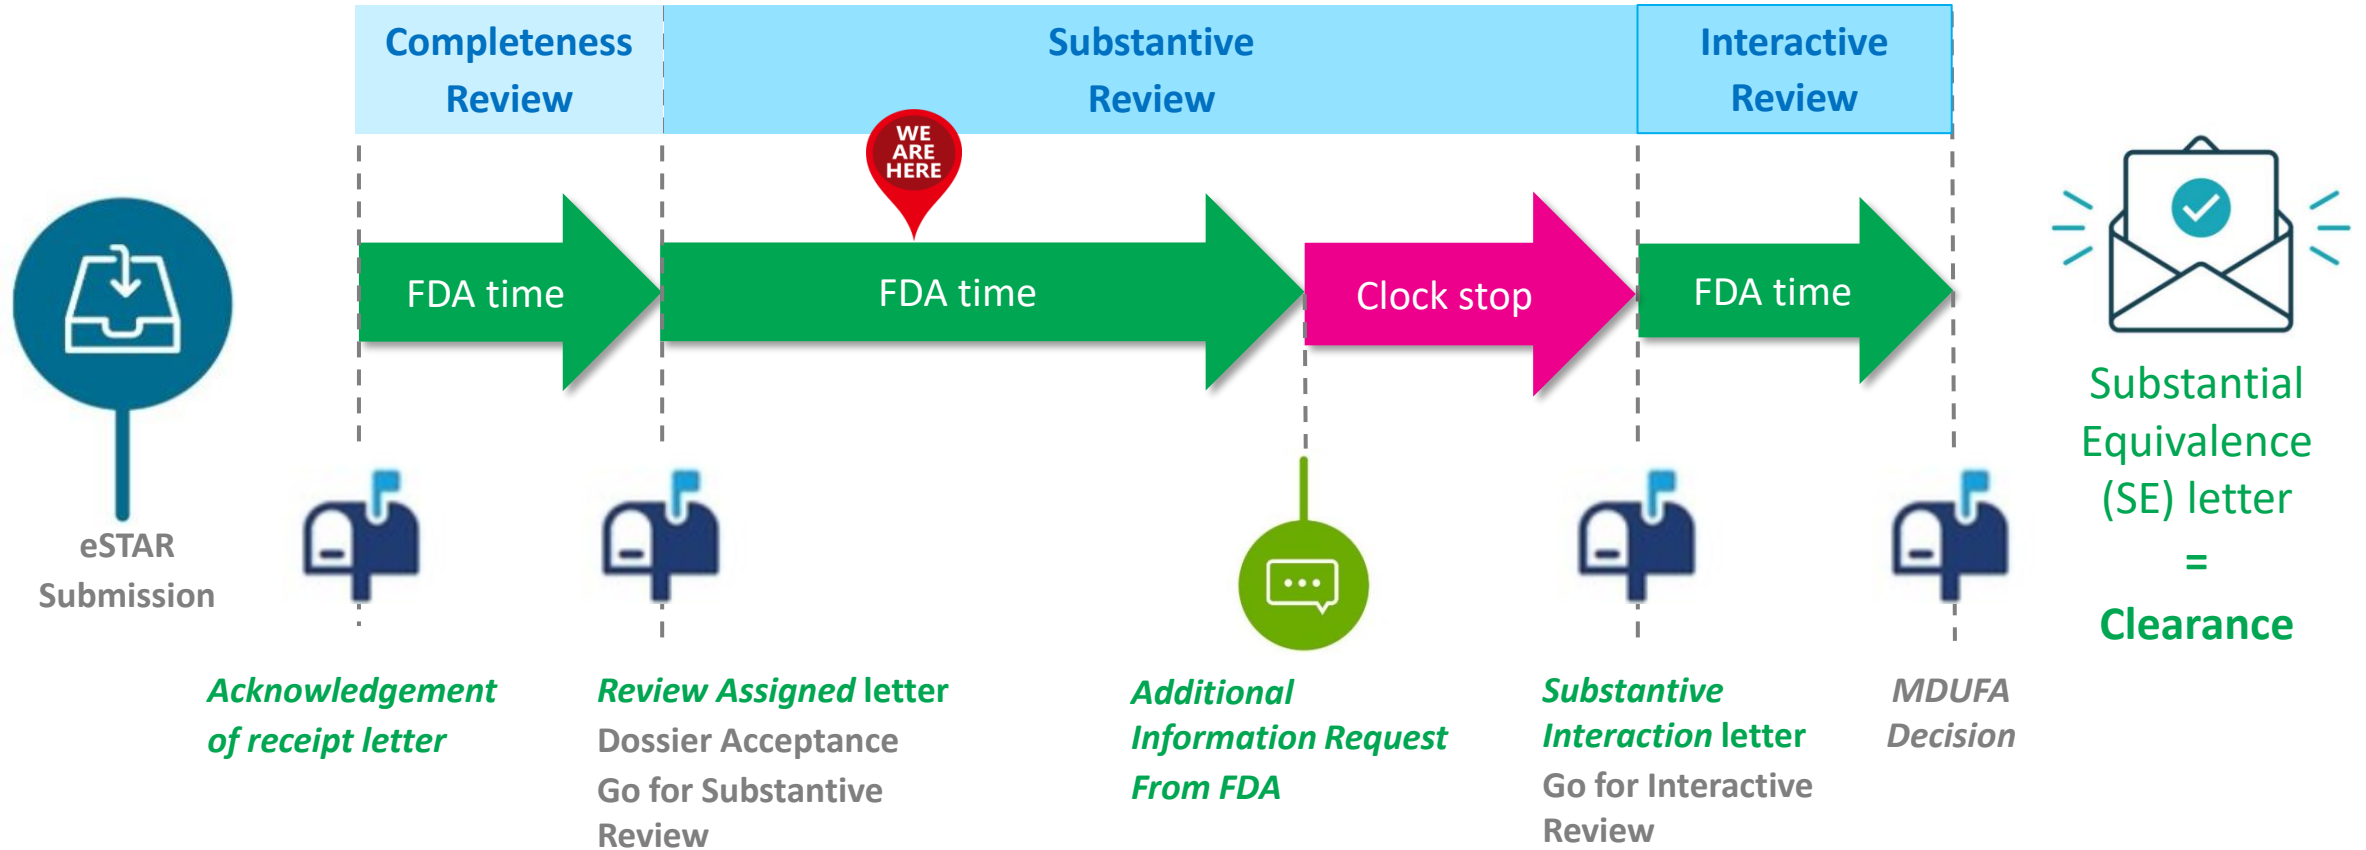 Completeness
Review
Substantive
Review
Interactive
Review
WE
ARE
HERE
FDA time
FDA time
Clock stop
FDA time
eSTAR
Submission
Substantial
Equivalence
(SE) letter
=
Clearance
Acknowledgement
of receipt letter
Review Assigned letter
Dossier Acceptance
Go for Substantive
Review
Additional
Information Request
From FDA
Substantive
Interaction letter
Go for Interactive
Review
MDUFA
Decision